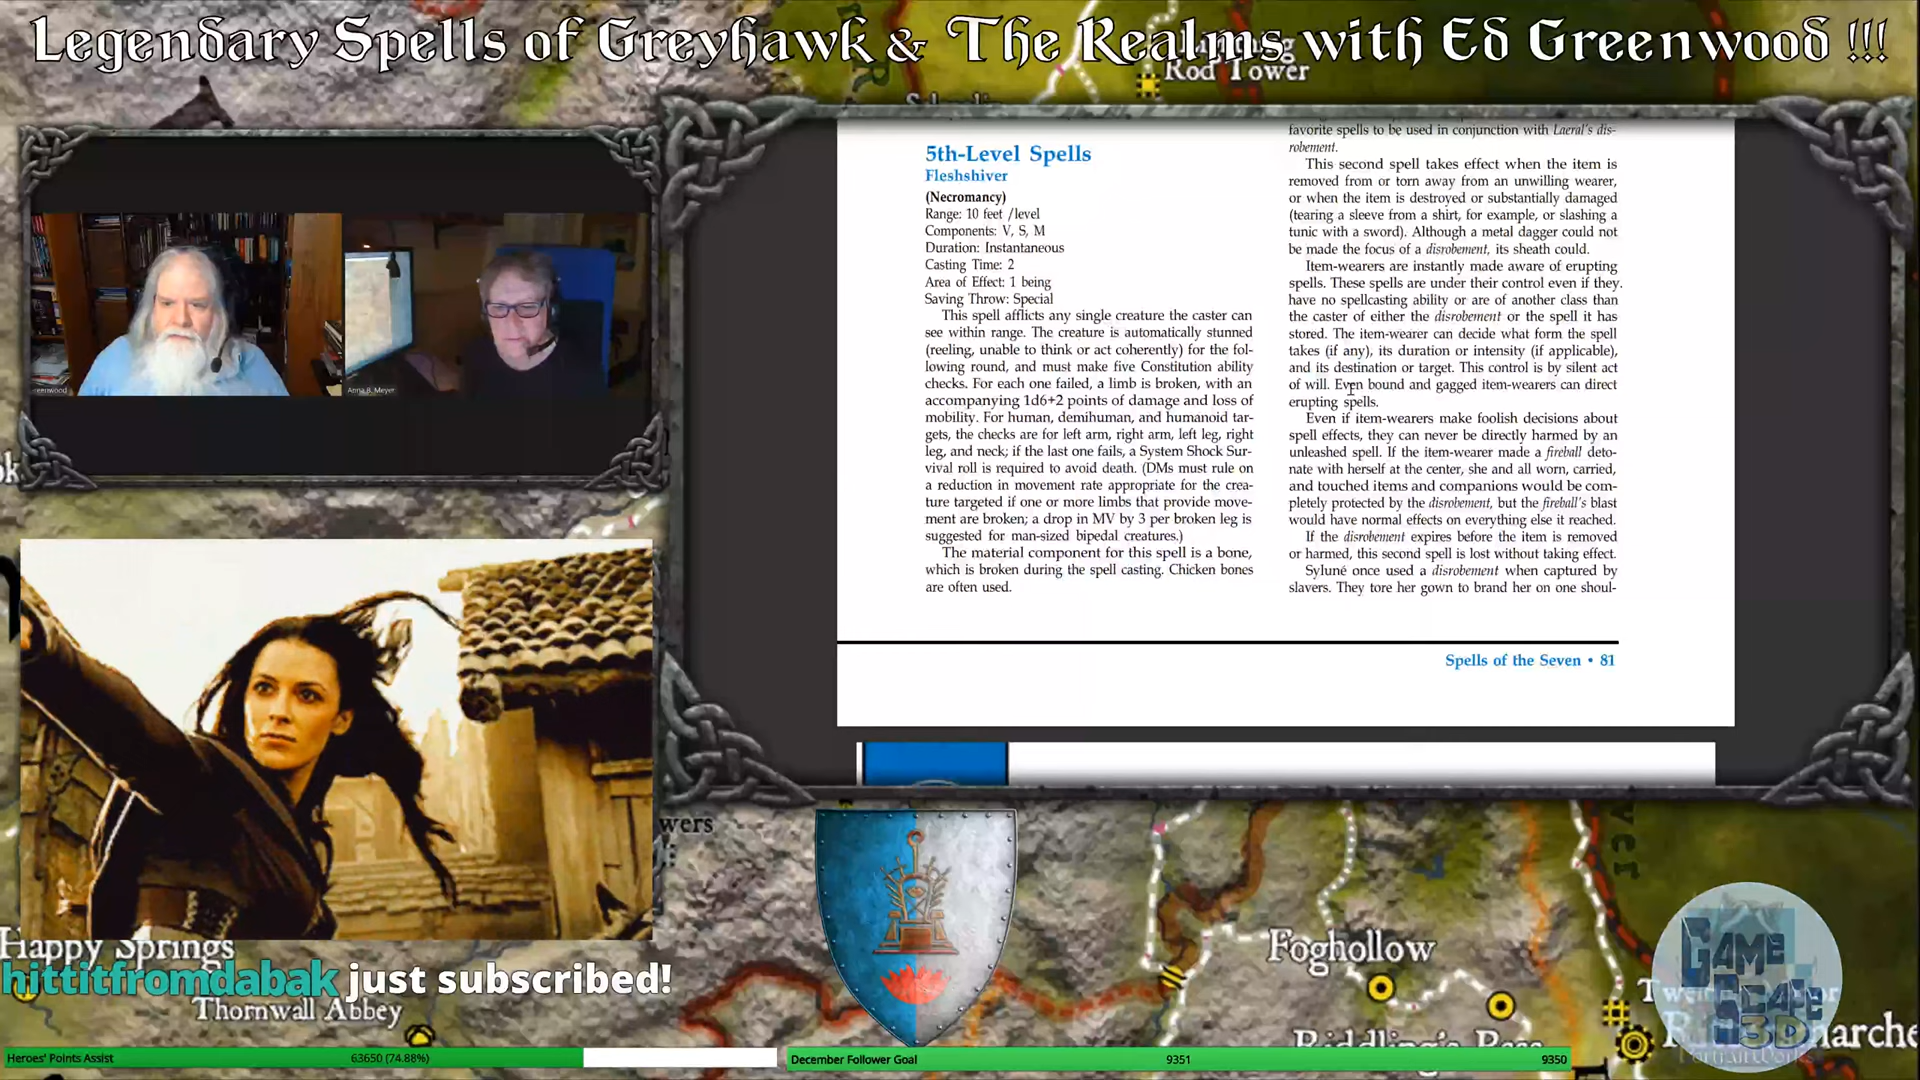 Legendary Spells of Greyhawk & The Realms with Ed Greenwood !!!
Rod Tower
5th-Level Spells
Fleshshiver
(Necromancy)
Range: 10 feet /level
Components: V, S, M
Duration: Instantaneous
Casting Time: 2
Area of Effect: 1 being
Saving Throw: Special
This spell afflicts any single creature the caster can
see within range. The creature is automatically stunned
(reeling, unable to think or act coherently) for the fol-
lowing round, and must make five Constitution ability
checks. For each one failed, a limb is broken, with an
accompanying 1d6+2 points of damage and loss of
mobility. For human, demihuman, and humanoid tar-
gets, the checks are for left arm, right arm, left leg, right
leg, and neck; if the last one fails, a System Shock Sur-
vival roll is required to avoid death. (DMs must rule on
a reduction in movement rate appropriate for the crea-
ture targeted if one or more limbs that provide move-
ment are broken; a drop in MV by 3 per broken leg is
suggested for man-sized bipedal creatures.)
The material component for this spell is a bone,
which is broken during the spell casting. Chicken bones
are often used.
favorite spells to be used in conjunction with Laeral's dis-
robement.
This second spell takes effect when the item is
removed from or torn away from an unwilling wearer,
or when the item is destroyed or substantially damaged
(tearing a sleeve from a shirt, for example, or slashing a
tunic with a sword). Although a metal dagger could not
be made the focus of a disrobement, its sheath could.
Item-wearers are instantly made aware of erupting
spells. These spells are under their control even if they
have no spellcasting ability or are of another class than
the caster of either the disrobement or the spell it has
stored. The item-wearer can decide what form the spell
takes (if any), its duration or intensity (if applicable),
and its destination or target. This control is by silent act
of will. Even bound and gagged item-wearers can direct
erupting spells.
Even if item-wearers make foolish decisions about
spell effects, they can never be directly harmed by an
unleashed spell. If the item-wearer made a fireball deto-
nate with herself at the center, she and all worn, carried,
and touched items and companions would be com-
pletely protected by the disrobement, but the fireball's blast
would have normal effects on everything else it reached.
If the disrobement expires before the item is removed
or harmed, this second spell is lost without taking effect.
Syluné once used a disrobement when captured by
slavers. They tore her gown to brand her on one shoul-
Spells of the Seven • 81
Greenwood
Anna B. Meyer
wers
Happy Springs
hittitfromdabak just subscribed!
Thornwall Abbey
Foghollow
Riddling's Pass
GAME
SCAPE
3D
PortraitWorks
Heroes' Points Assist 63650 (74.88%)
December Follower Goal 9351 9350